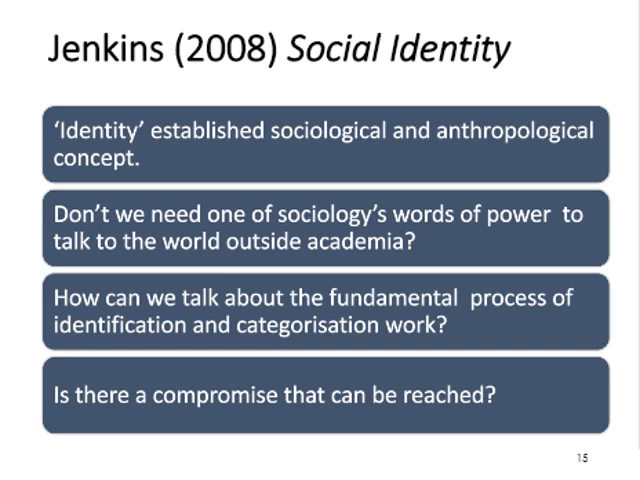 Jenkins (2008) Social Identity
‘Identity’ established sociological and anthropological
concept.
Don’t we need one of sociology’s words of power  to
talk to the world outside academia?
How can we talk about the fundamental  process of
identification and categorisation work?
Is there a compromise that can be reached?
15